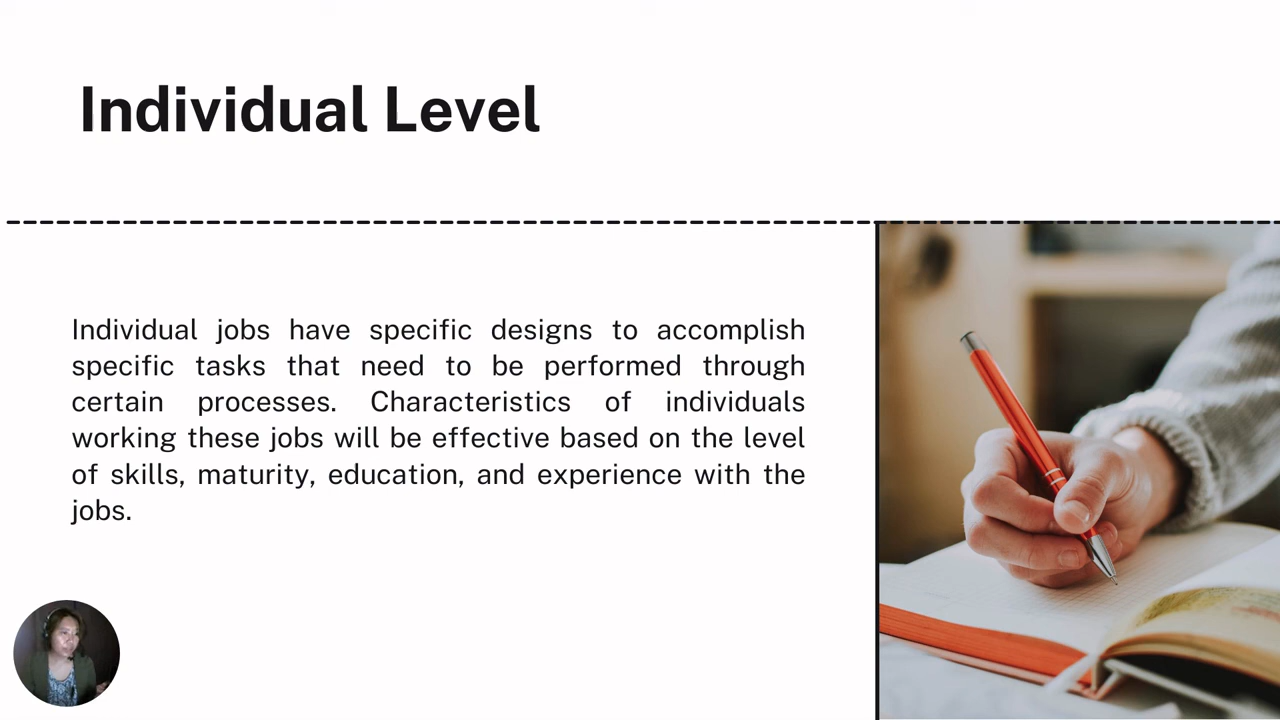 Individual Level
Individual jobs have specific designs to accomplish
specific tasks that need to be performed through
certain processes. Characteristics of individuals
working these jobs will be effective based on the level
of skills, maturity, education, and experience with the
jobs.